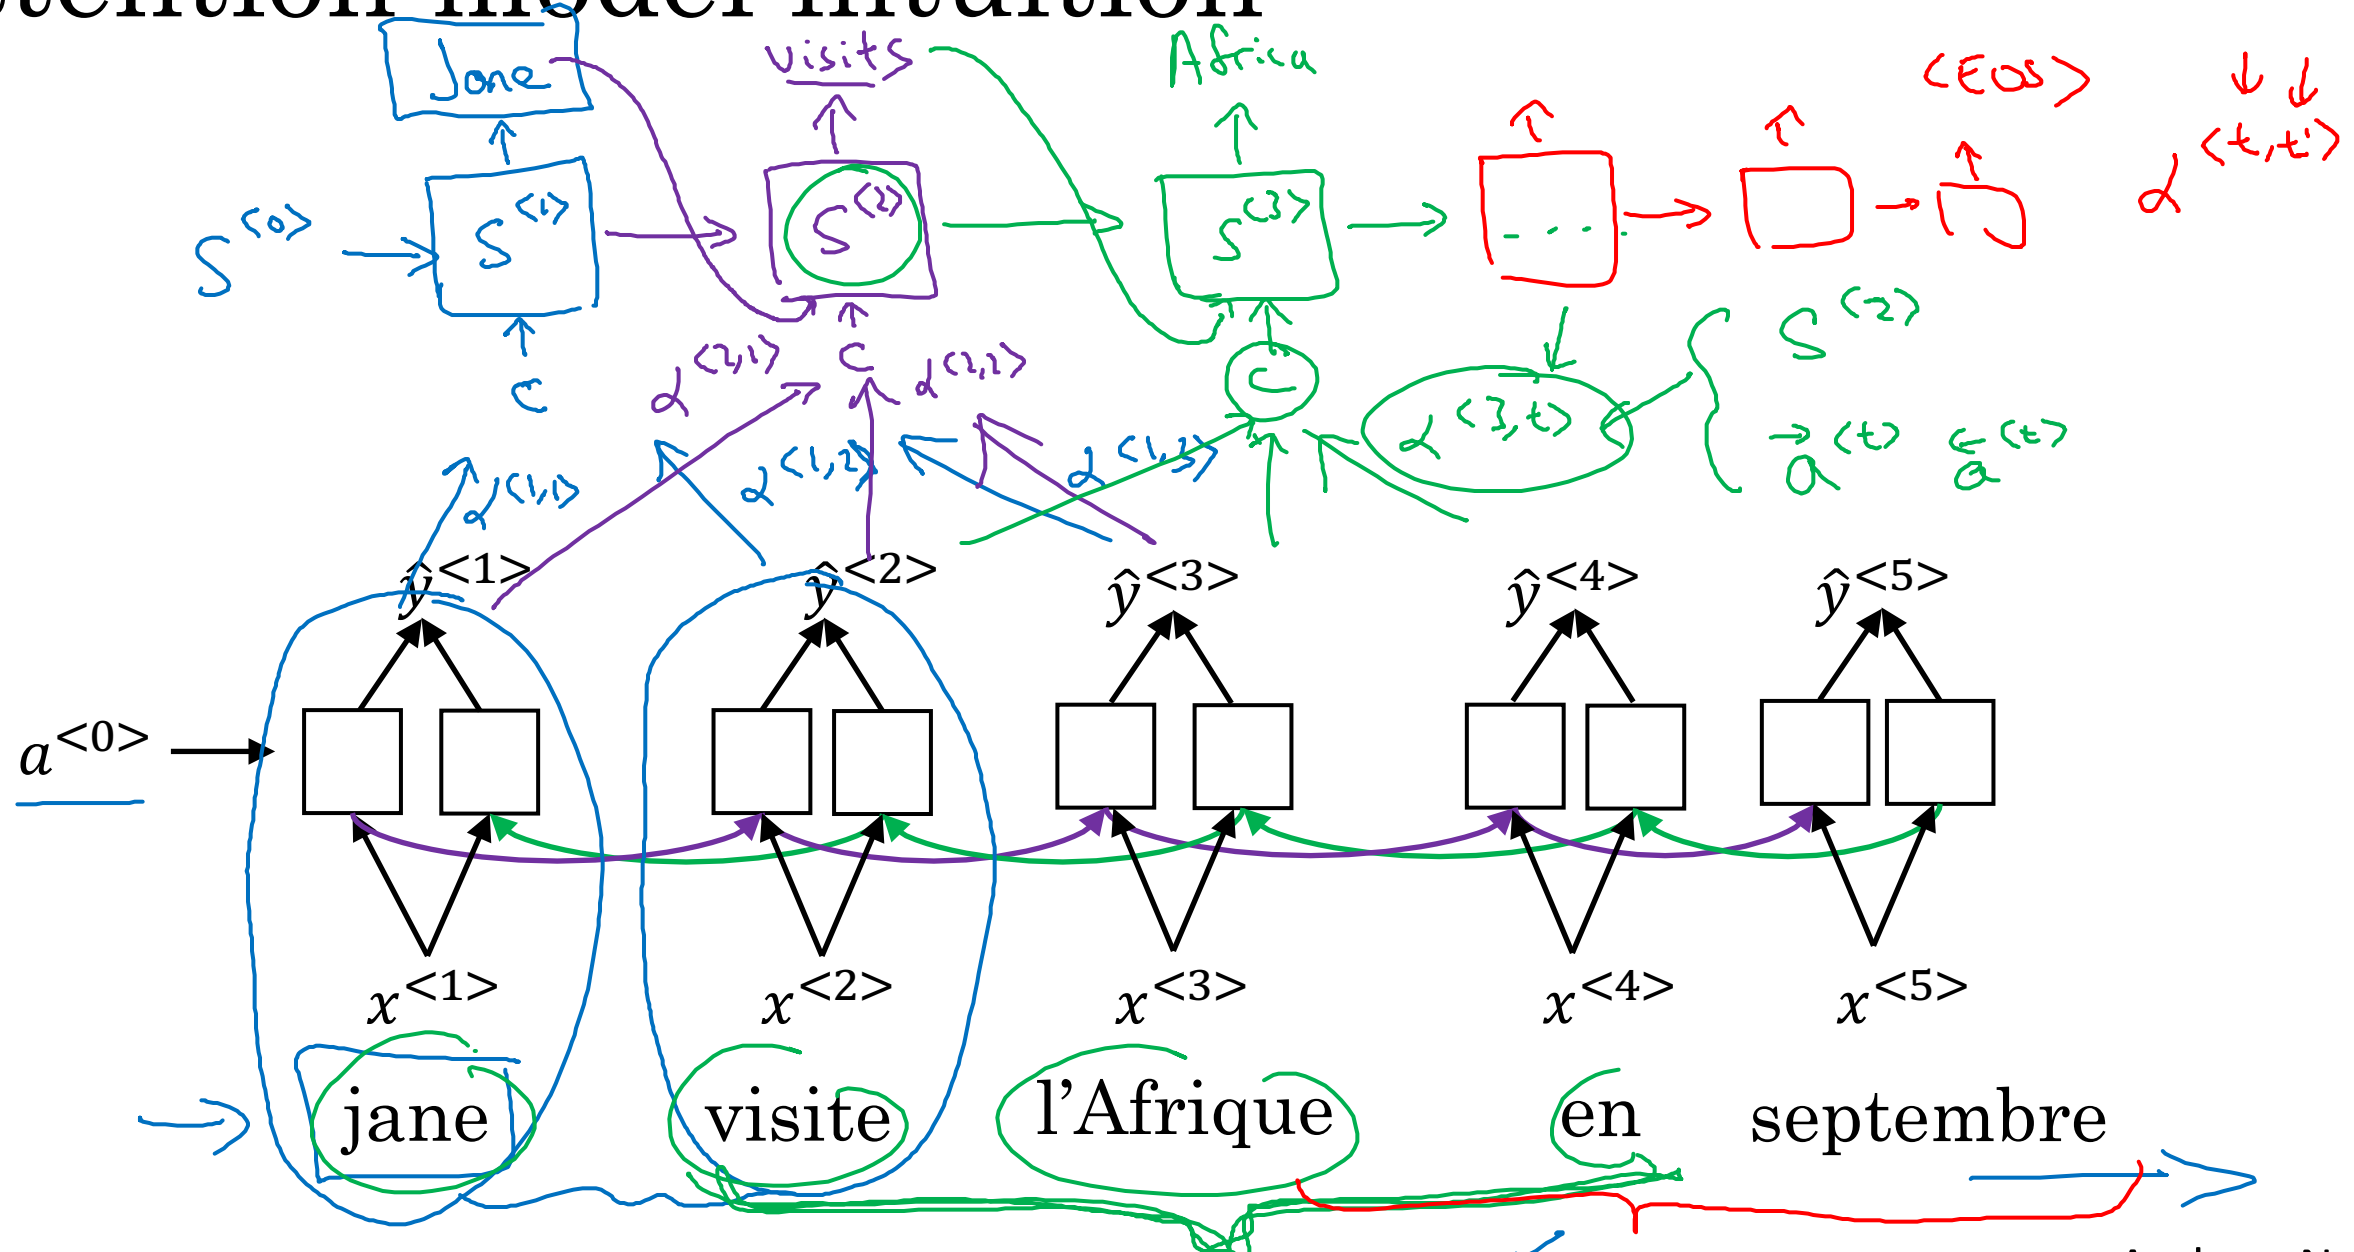 tention model intuition
Jane visits Africa <EOS> ↓ ↓
α<t,t'>
S<0> → S<1> S<2> S<3> . . . .
c α<2,1> c α<2,2> c α<3,t> S<2>
α<1,1> α<1,2> α<1,3> a<t> a<t>
ŷ<1> ŷ<2> ŷ<3> ŷ<4> ŷ<5>
a<0>
x<1> x<2> x<3> x<4> x<5>
jane visite l'Afrique en septembre